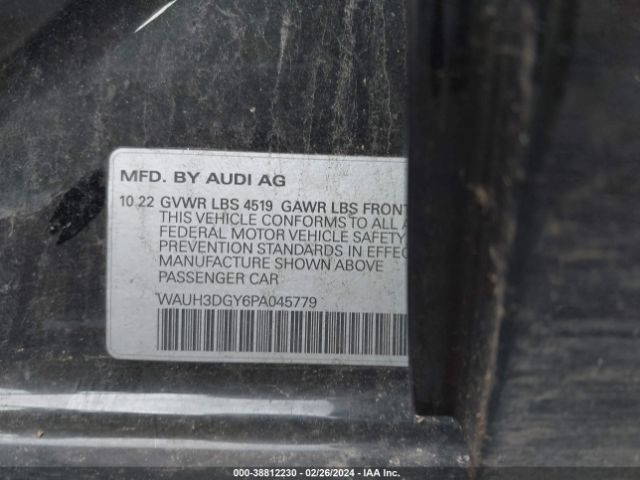 MFD. BY AUDI AG
10.22 GVWR LBS 4519 GAWR LBS FRONT
THIS VEHICLE CONFORMS TO ALL A
FEDERAL MOTOR VEHICLE SAFETY
PREVENTION STANDARDS IN EFFEC
MANUFACTURE SHOWN ABOVE
PASSENGER CAR
WAUH3DGY6PA045779
000-38812230 - 02/26/2024 - IAA Inc.